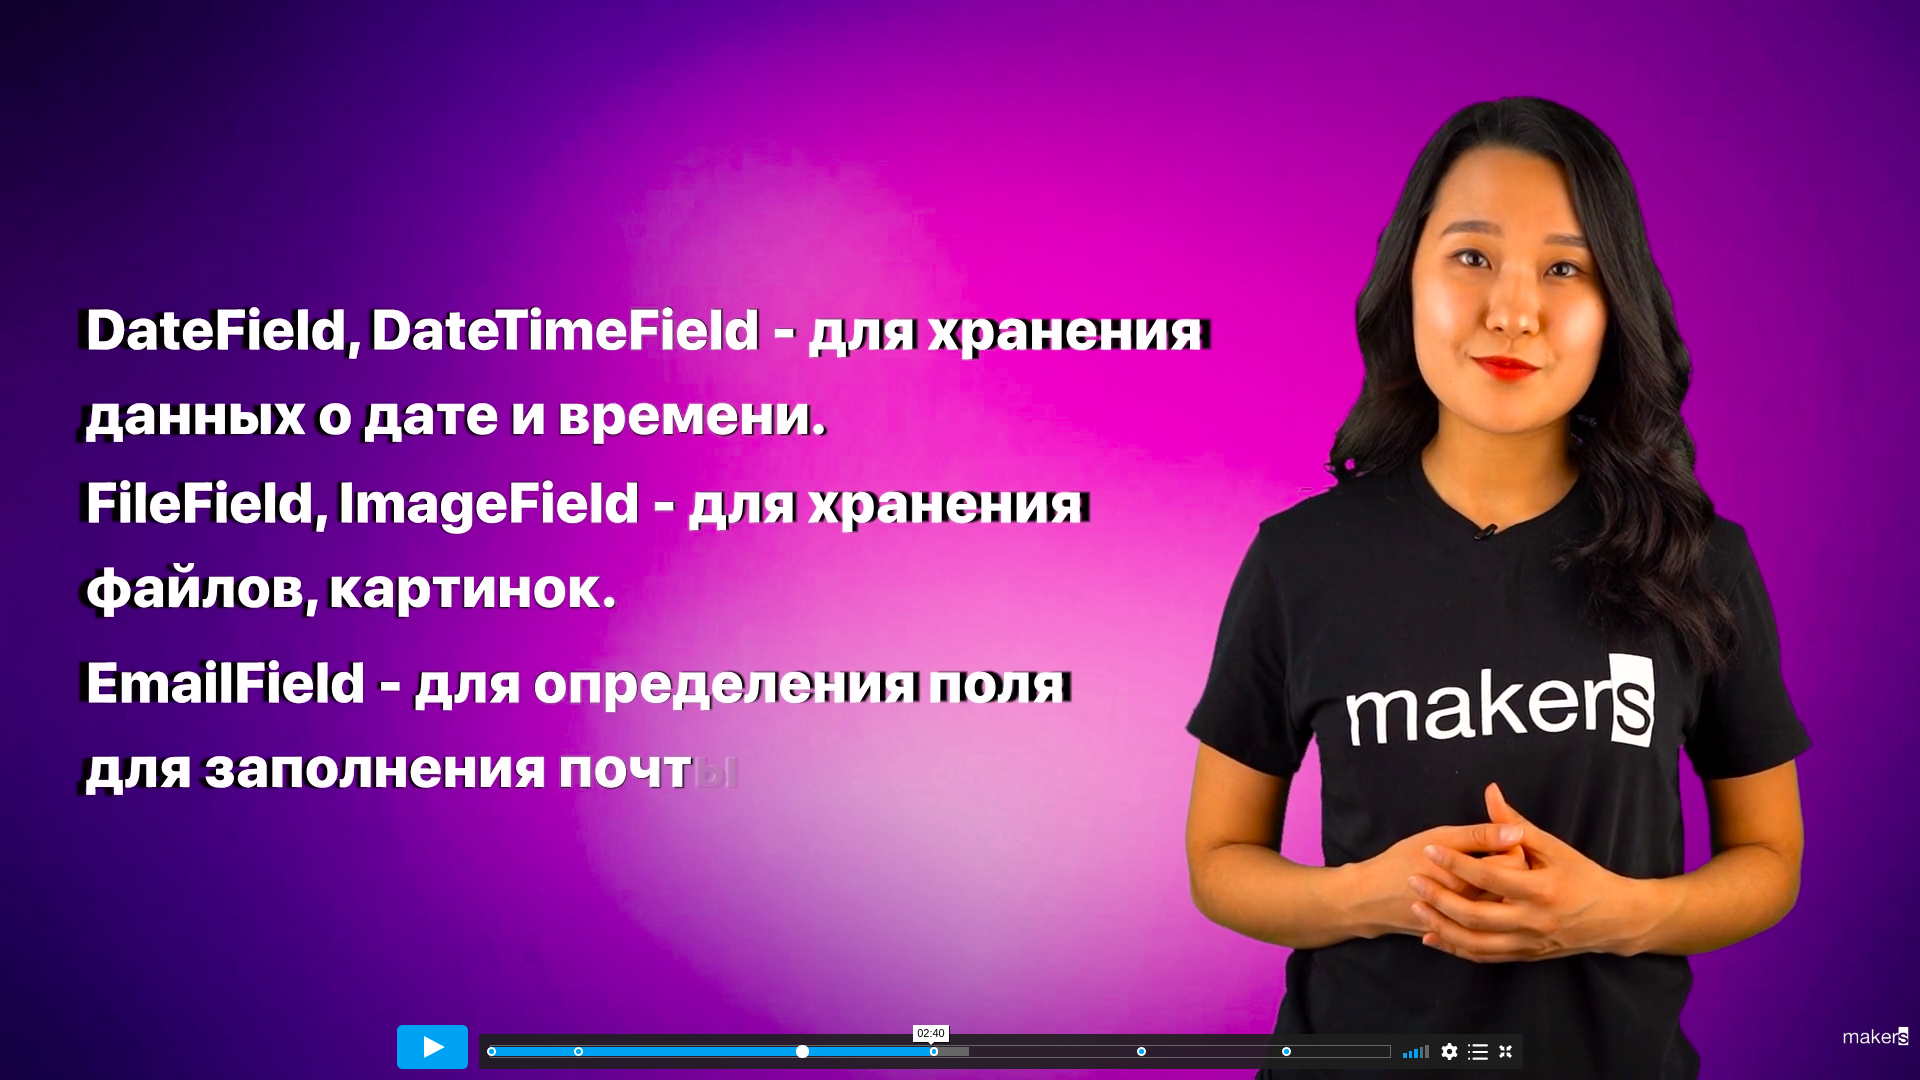 DateField, DateTimeField - для хранения
данных о дате и времени.
FileField, ImageField - для хранения
файлов, картинок.
EmailField - для определения поля
для заполнения почты
makers
02:40
makers